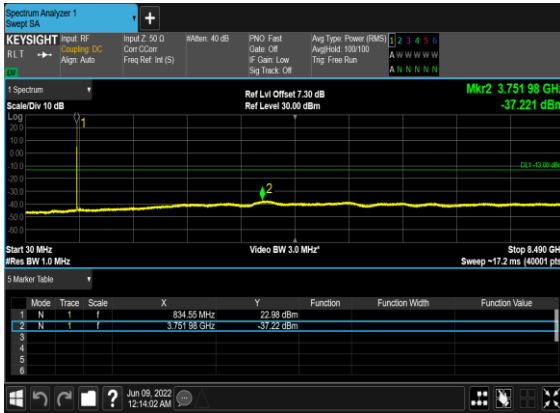 Spectrum Analyzer 1
Swept SA
+
KEYSIGHT Input: RF Input Z: 50 Ω #Atten: 40 dB PNO: Fast Avg Type: Power (RMS) 1 2 3 4 5 6
RLT Coupling: DC Corr CCorr Gate: Off Avg|Hold: 100/100 A W W W W W
Align: Auto Freq Ref: Int (S) IF Gain: Low Trig: Free Run
Sig Track: Off A N N N N N
1 Spectrum
Ref Lvl Offset 7.30 dB Mkr2 3.751 98 GHz
Scale/Div 10 dB Ref Level 30.00 dBm -37.221 dBm
Log
1
20.0
10.0
0.00
-10.0
DL1 -13.00 dBm
-20.0
-30.0
2
-40.0
-50.0
-60.0
Start 30 MHz Video BW 3.0 MHz* Stop 8.490 GH
#Res BW 1.0 MHz Sweep ~17.2 ms (40001 pts
5 Marker Table
Mode Trace Scale X Y Function Function Width Function Value
1 N 1 f 834.55 MHz 22.98 dBm
2 N 1 f 3.751 98 GHz -37.22 dBm
3
4
5
6
? Jun 09, 2022
12:14:02 AM